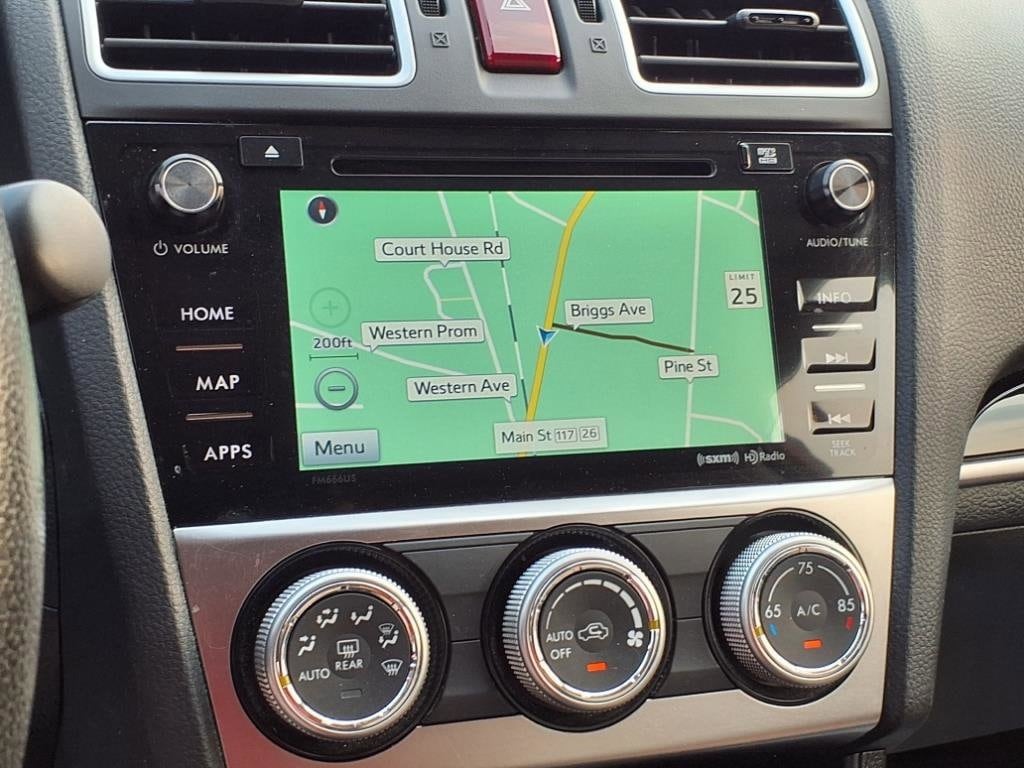 VOLUME
AUDIO/TUNE
HOME
MAP
APPS
INFO
SEEK
TRACK
Court House Rd
LIMIT
25
Briggs Ave
Western Prom
200ft
Pine St
Western Ave
Main St 117 26
Menu
((sxm)) HD Radio
FM666US
AUTO
REAR
AUTO
OFF
75
65 A/C 85